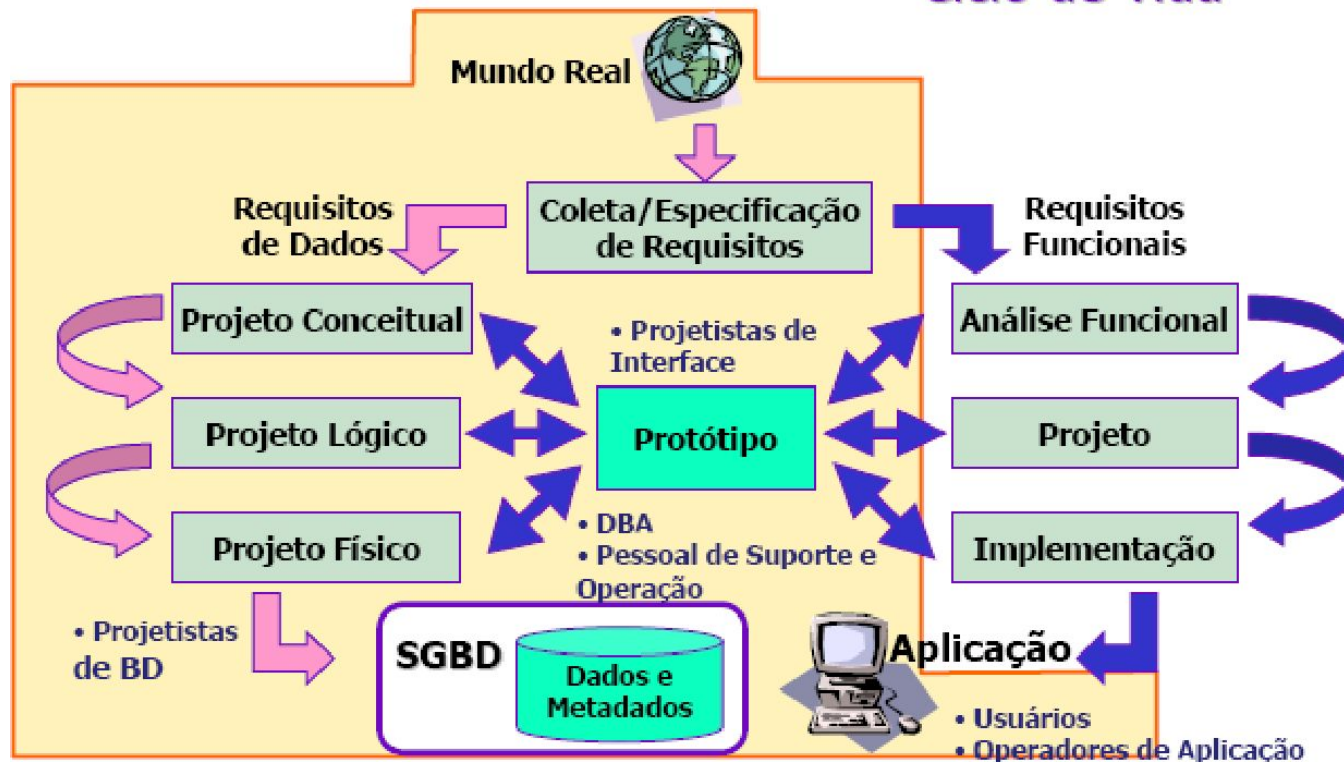 Mundo Real
Coleta/Especificação
de Requisitos
Requisitos
de Dados
Requisitos
Funcionais
Projeto Conceitual
• Projetistas de
Interface
Análise Funcional
Projeto Lógico
Protótipo
Projeto
Projeto Físico
• DBA
• Pessoal de Suporte e
Operação
Implementação
• Projetistas
de BD
SGBD
Dados e
Metadados
Aplicação
• Usuários
• Operadores de Aplicação